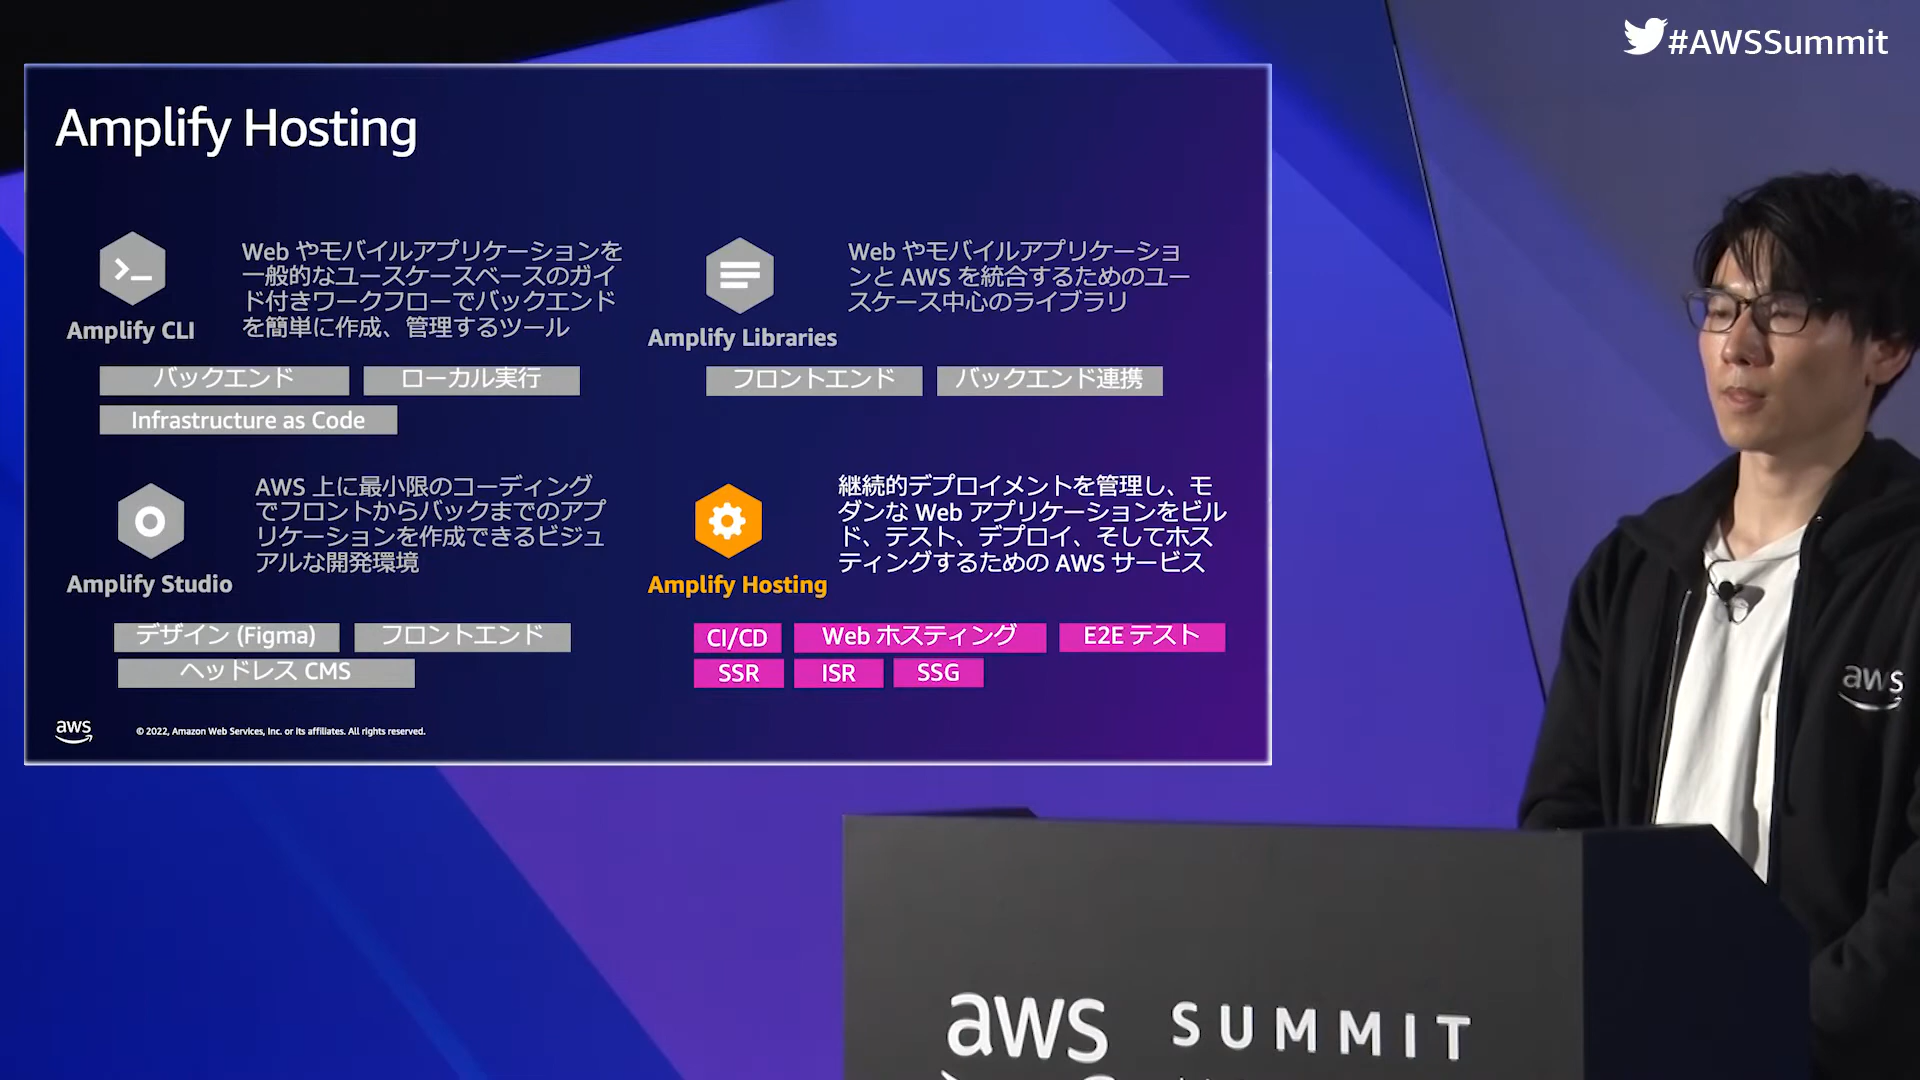 #AWSSummit
Amplify Hosting
Amplify CLI
Web やモバイルアプリケーションを
一般的なユースケースベースのガイ
ド付きワークフローでバックエンド
を簡単に作成、管理するツール
バックエンド
ローカル実行
Infrastructure as Code
Amplify Libraries
Web やモバイルアプリケーショ
ンと AWS を統合するためのユー
スケース中心のライブラリ
フロントエンド
バックエンド連携
Amplify Studio
AWS 上に最小限のコーディング
でフロントからバックまでのアプ
リケーションを作成できるビジュ
アルな開発環境
デザイン (Figma)
フロントエンド
ヘッドレス CMS
Amplify Hosting
継続的デプロイメントを管理し、モ
ダンな Web アプリケーションをビル
ド、テスト、デプロイ、そしてホス
ティングするための AWS サービス
CI/CD
Web ホスティング
E2E テスト
SSR
ISR
SSG
aws
© 2022, Amazon Web Services, Inc. or its affiliates. All rights reserved.
aws
aws SUMMIT